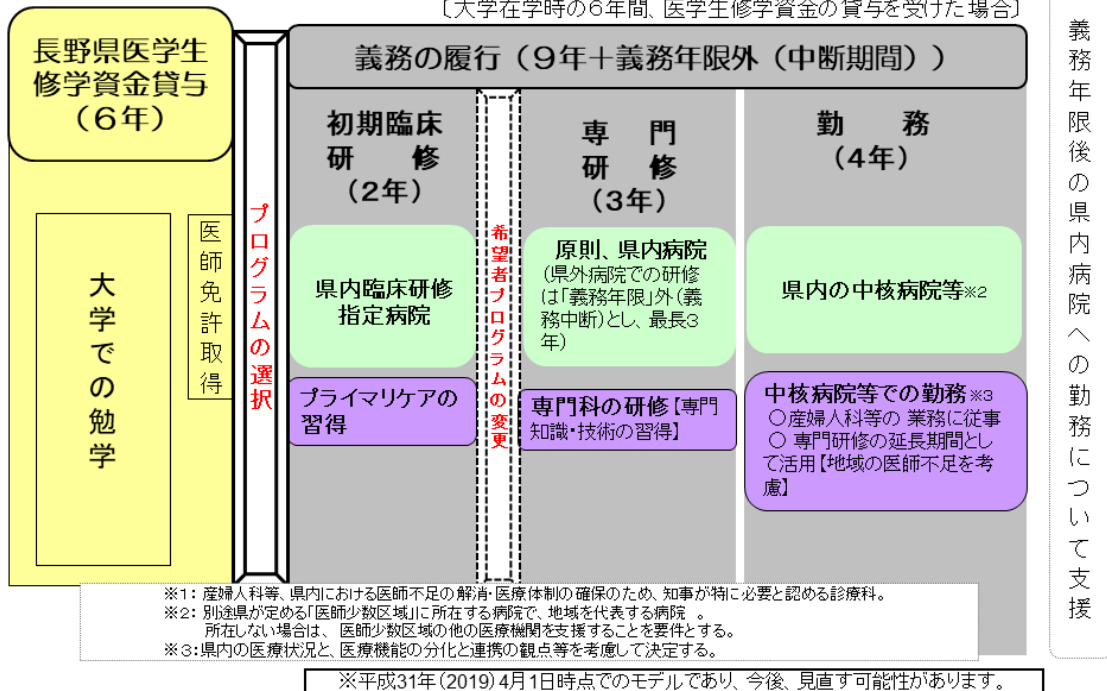 〔大学在学時の６年間、医学生修学資金の貸与を受けた場合〕
長野県医学生
修学資金貸与
（６年）
大学での勉学
医師免許取得
プログラムの選択
義務の履行（９年＋義務年限外（中断期間））
初期臨床
研　修
（２年）
県内臨床研修
指定病院
プライマリケアの
習得
希望者プログラムの変更
専　門
研　修
（３年）
原則、県内病院
（県外病院での研修
は「義務年限」外（義
務中断）とし、最長３
年）
専門科の研修【専門
知識・技術の習得】
勤　務
（４年）
県内の中核病院等※2
中核病院等での勤務※3
○産婦人科等の 業務に従事
○ 専門研修の延長期間とし
て活用【地域の医師不足を考
慮】
義務年限後の県内病院への勤務について支援
※１： 産婦人科等、県内における医師不足の解消・医療体制の確保のため、知事が特に必要と認める診療科。
※２： 別途県が定める「医師少数区域」に所在する病院で、地域を代表する病院 。
所在しない場合は、 医師少数区域の他の医療機関を支援することを要件とする。
※３：県内の医療状況と、医療機能の分化と連携の観点等を考慮して決定する。
※平成31年（2019）4月1日時点でのモデルであり、今後、見直す可能性があります。